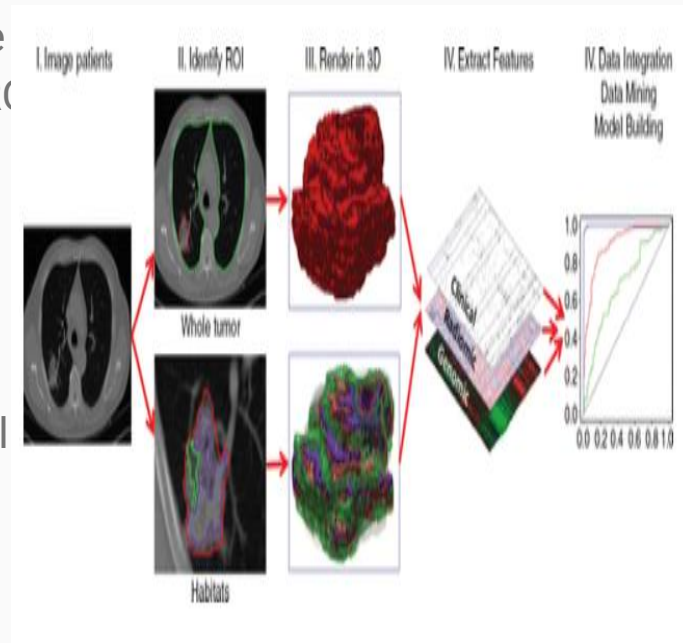 e
I. Image patients
II. Identify ROI
III. Render in 3D
IV. Extract Features
IV. Data Integration
Data Mining
Model Building
Whole tumor
Habitats
Clinical
Radiomic
Genomic
1.0
0.8
0.6
0.4
0.2
0.0
0.0 0.2 0.4 0.6 0.8 1.0
l